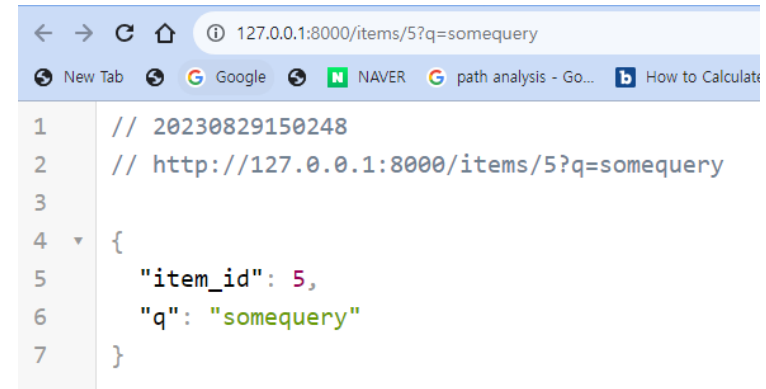 127.0.0.1:8000/items/5?q=somequery
New Tab Google NAVER path analysis - Go... How to Calculate
1 // 20230829150248
2 // http://127.0.0.1:8000/items/5?q=somequery
3
4 {
5 "item_id": 5,
6 "q": "somequery"
7 }